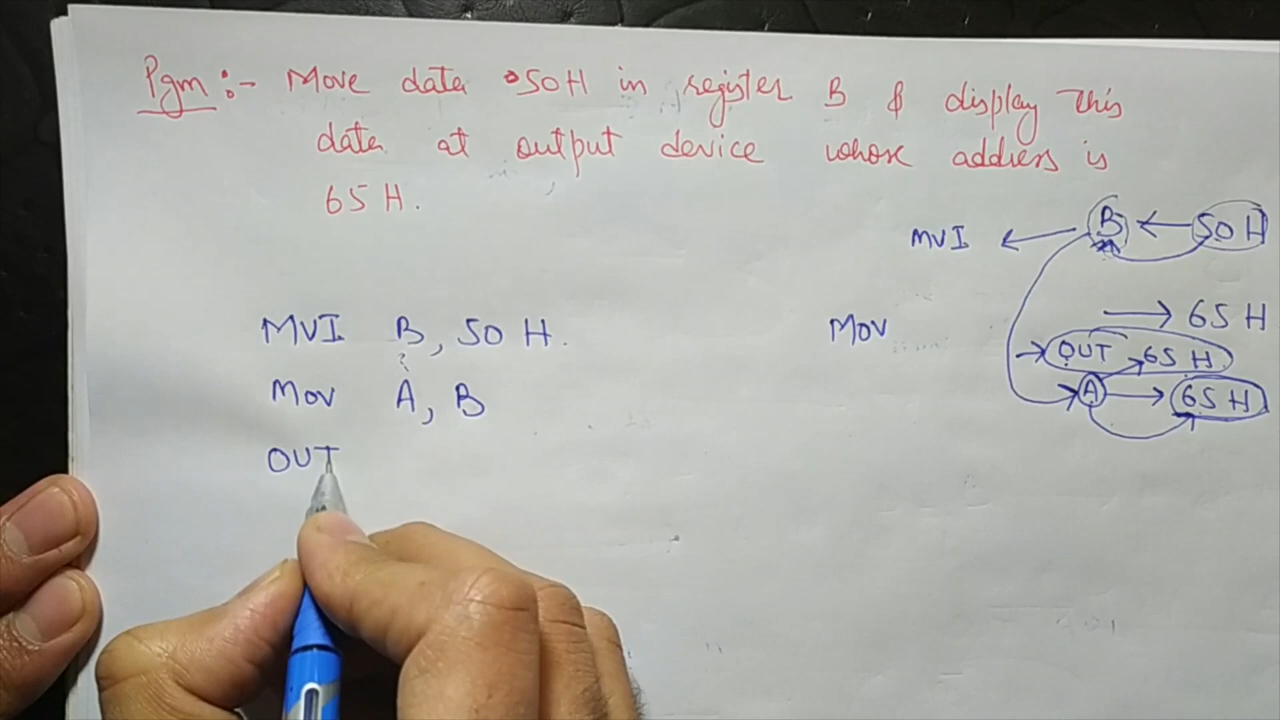 Pgm :- Move data 50H in register B & display this
data at output device whose address is
65 H.
MVI ← B ← 50 H
→ 65 H
MVI B, 50 H.
MOV
→ OUT 65 H
Mov A, B
A → 65 H
OUT